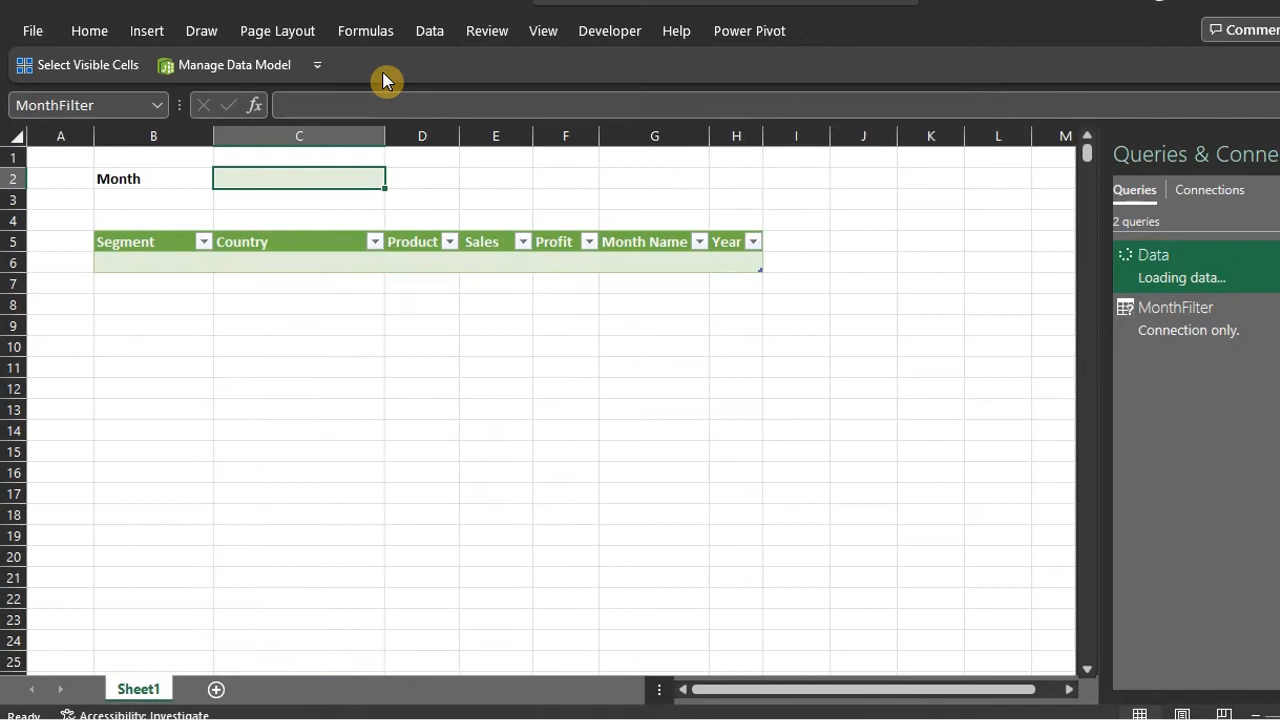 File Home Insert Draw Page Layout Formulas Data Review View Developer Help Power Pivot
Select Visible Cells Manage Data Model
MonthFilter fx
A B C D E F G H I J K L M
1
2 Month
3
4
5 Segment Country Product Sales Profit Month Name Year
6
7
8
9
10
11
12
13
14
15
16
17
18
19
20
21
22
23
24
25
Sheet1
Ready Accessibility: Investigate
Commen
Queries & Conne
Queries Connections
2 queries
Data
Loading data...
MonthFilter
Connection only.